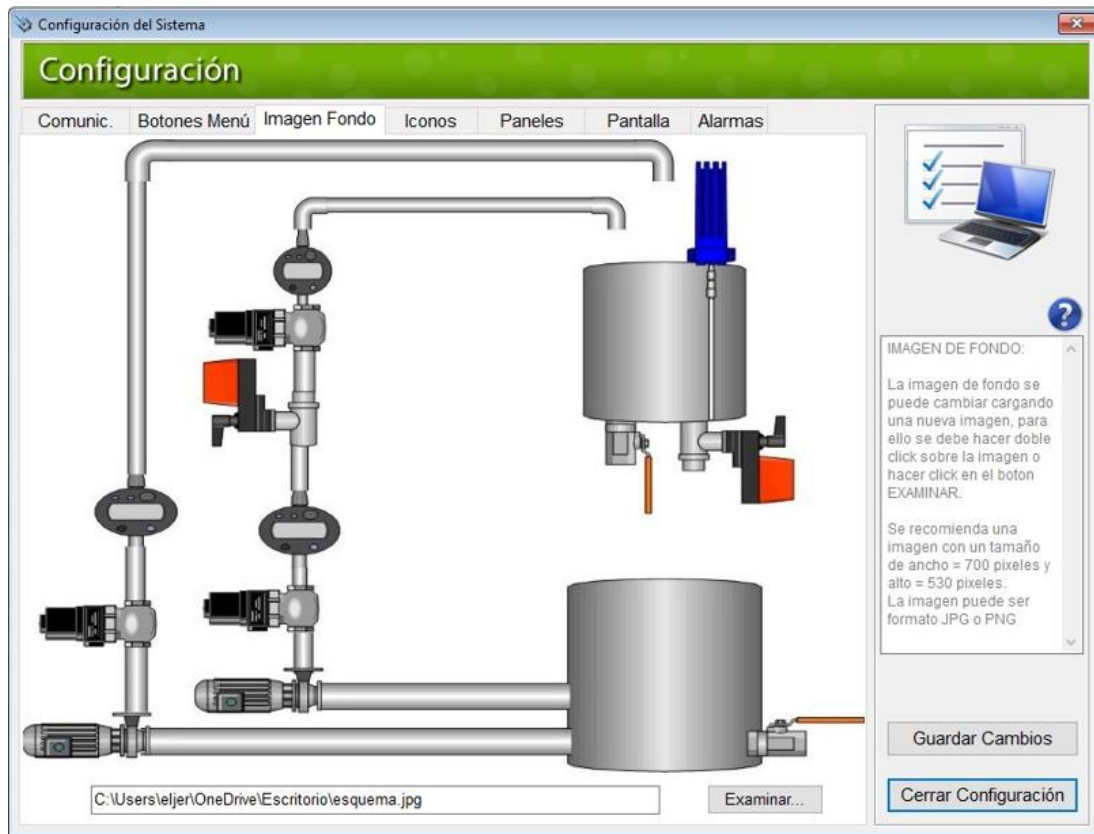 Configuración del Sistema
Configuración
Comunic. Botones Menú Imagen Fondo Iconos Paneles Pantalla Alarmas
?
IMAGEN DE FONDO:
La imagen de fondo se
puede cambiar cargando
una nueva imagen, para
ello se debe hacer doble
click sobre la imagen o
hacer click en el boton
EXAMINAR.
Se recomienda una
imagen con un tamaño
de ancho = 700 pixeles y
alto = 530 pixeles.
La imagen puede ser
formato JPG o PNG
Guardar Cambios
C:\Users\eljer\OneDrive\Escritorio\esquema.jpg
Examinar...
Cerrar Configuración